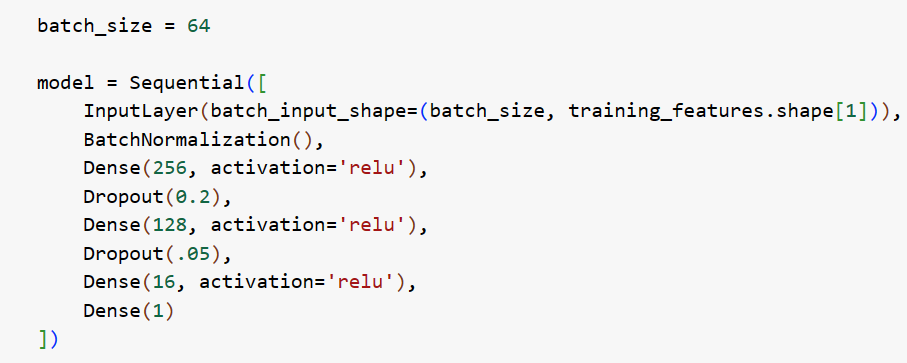 batch_size = 64
model = Sequential([
    InputLayer(batch_input_shape=(batch_size, training_features.shape[1])),
    BatchNormalization(),
    Dense(256, activation='relu'),
    Dropout(0.2),
    Dense(128, activation='relu'),
    Dropout(.05),
    Dense(16, activation='relu'),
    Dense(1)
])